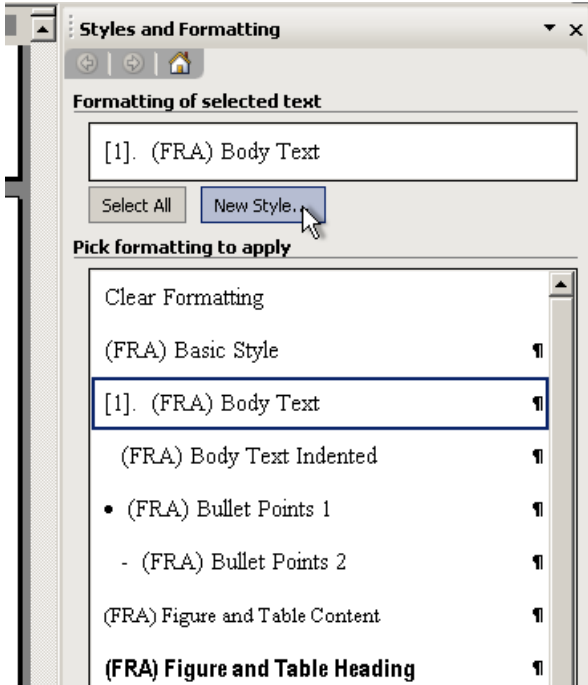 Styles and Formatting
Formatting of selected text
[1]. (FRA) Body Text
Select All New Style...
Pick formatting to apply
Clear Formatting
(FRA) Basic Style ¶
[1]. (FRA) Body Text ¶
(FRA) Body Text Indented ¶
• (FRA) Bullet Points 1 ¶
- (FRA) Bullet Points 2 ¶
(FRA) Figure and Table Content ¶
(FRA) Figure and Table Heading ¶